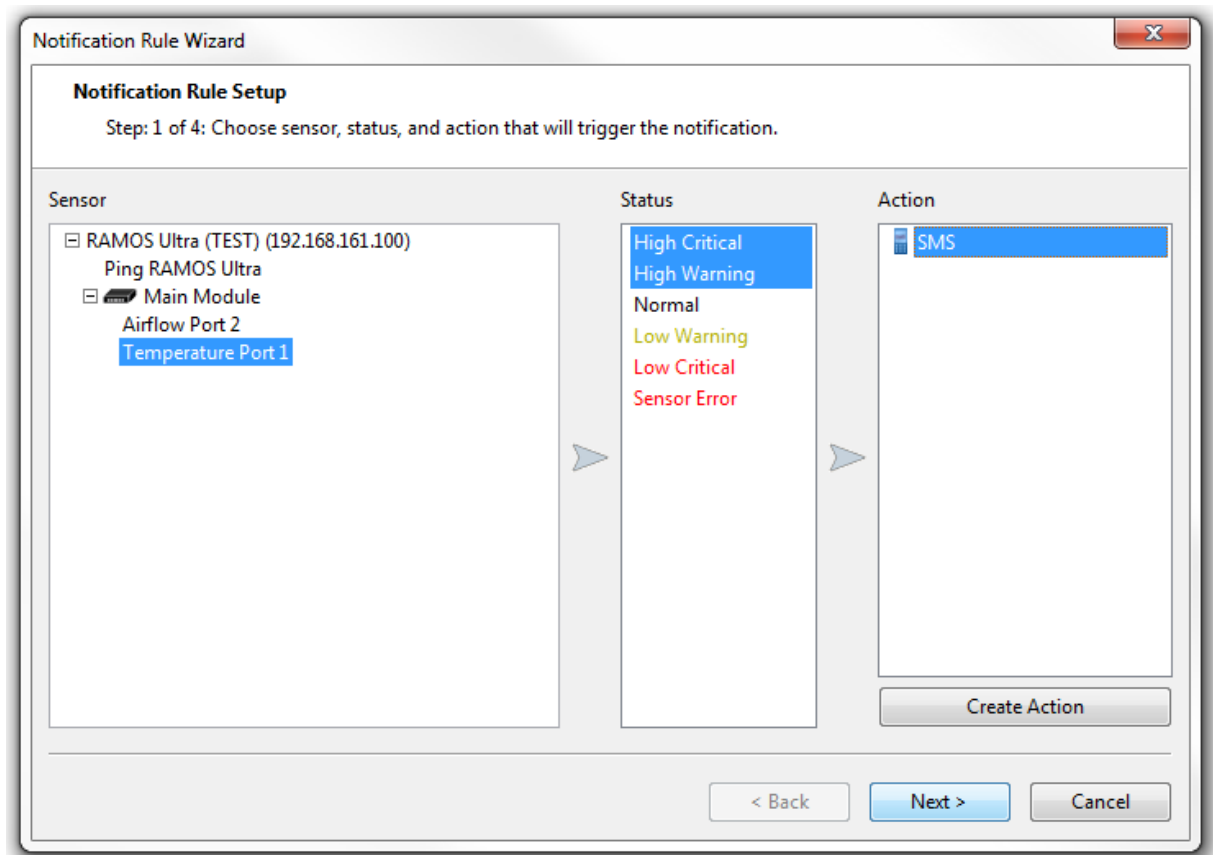 Notification Rule Wizard
Notification Rule Setup
Step: 1 of 4: Choose sensor, status, and action that will trigger the notification.
Sensor
RAMOS Ultra (TEST) (192.168.161.100)
Ping RAMOS Ultra
Main Module
Airflow Port 2
Temperature Port 1
Status
High Critical
High Warning
Normal
Low Warning
Low Critical
Sensor Error
Action
SMS
Create Action
< Back
Next >
Cancel